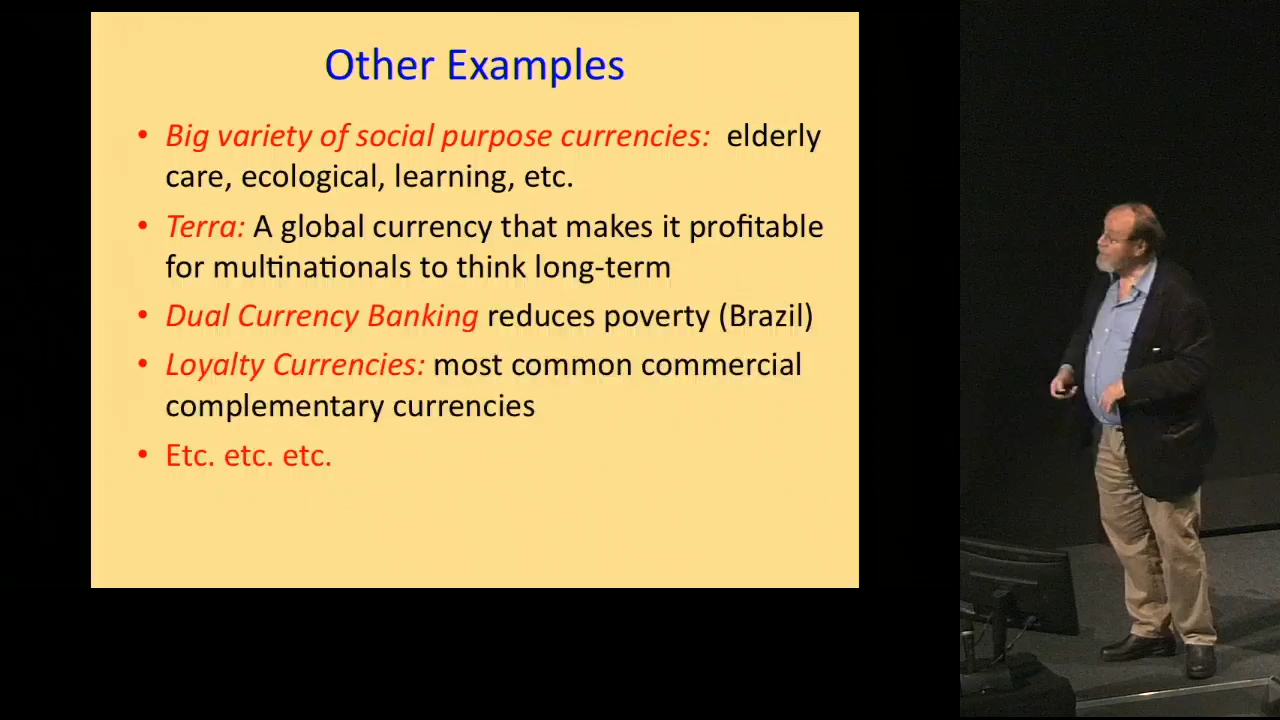 Other Examples
• Big variety of social purpose currencies: elderly
care, ecological, learning, etc.
• Terra: A global currency that makes it profitable
for multinationals to think long-term
• Dual Currency Banking reduces poverty (Brazil)
• Loyalty Currencies: most common commercial
complementary currencies
• Etc. etc. etc.